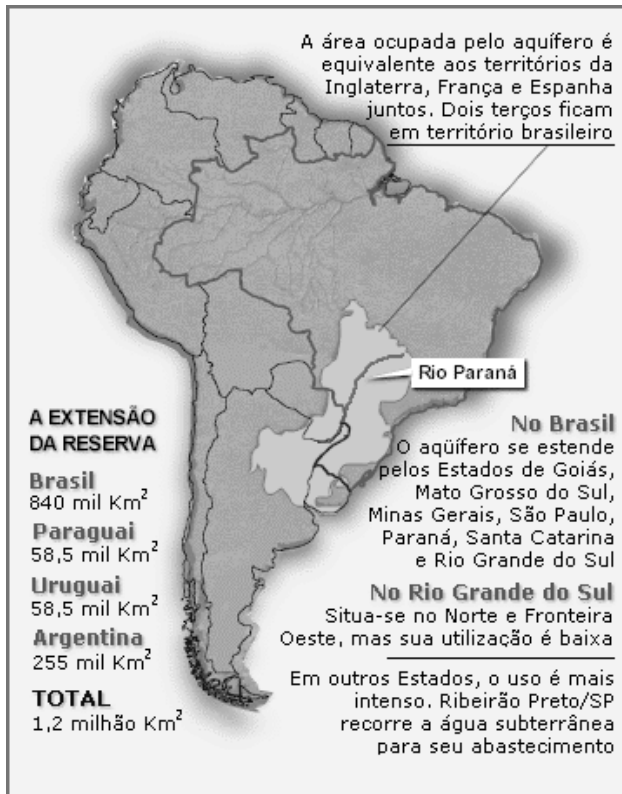 A área ocupada pelo aquífero é
equivalente aos territórios da
Inglaterra, França e Espanha
juntos. Dois terços ficam
em território brasileiro
Rio Paraná
A EXTENSÃO
DA RESERVA
Brasil
840 mil Km²
Paraguai
58,5 mil Km²
Uruguai
58,5 mil Km²
Argentina
255 mil Km²
TOTAL
1,2 milhão Km²
No Brasil
O aqüífero se estende
pelos Estados de Goiás,
Mato Grosso do Sul,
Minas Gerais, São Paulo,
Paraná, Santa Catarina
e Rio Grande do Sul
No Rio Grande do Sul
Situa-se no Norte e Fronteira
Oeste, mas sua utilização é baixa
Em outros Estados, o uso é mais
intenso. Ribeirão Preto/SP
recorre a água subterrânea
para seu abastecimento